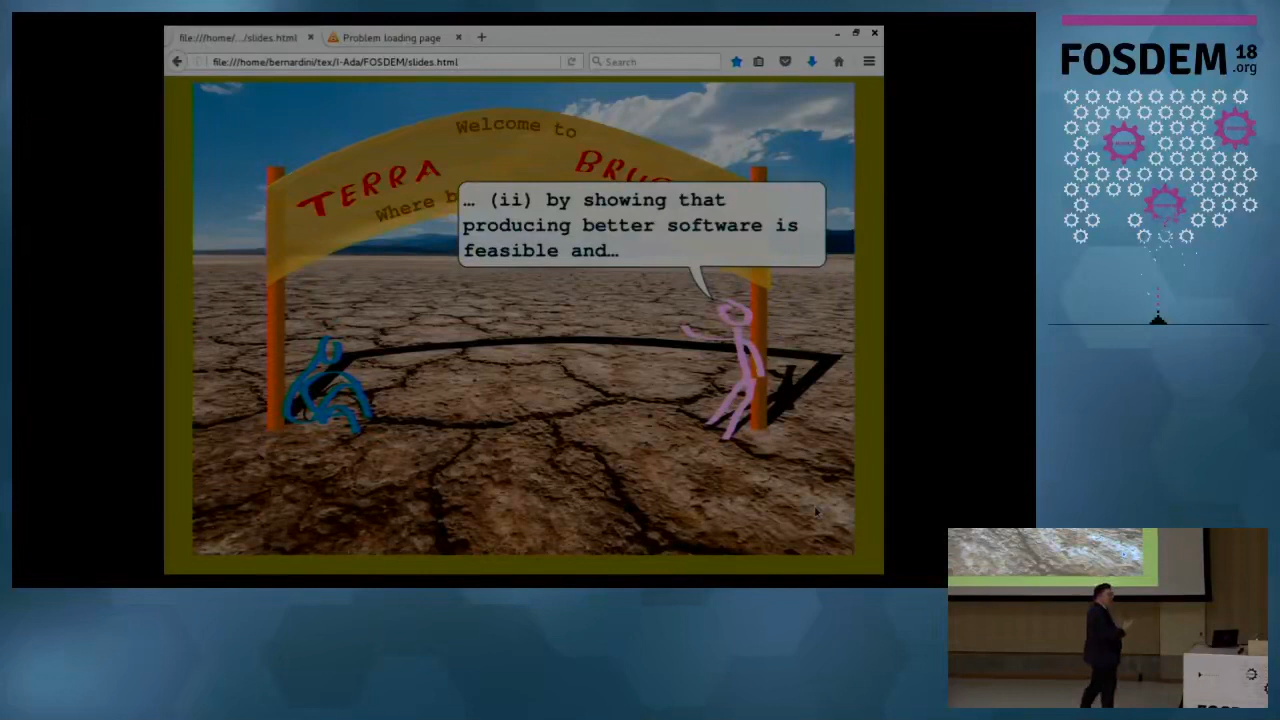 file:///home/.../slides.html
Problem loading page
file:///home/bernardini/tex/I-Ada/FOSDEM/slides.html
Search
Welcome to
TERRA
Where
… (ii) by showing that
producing better software is
feasible and…
FOSDEM 18
.org